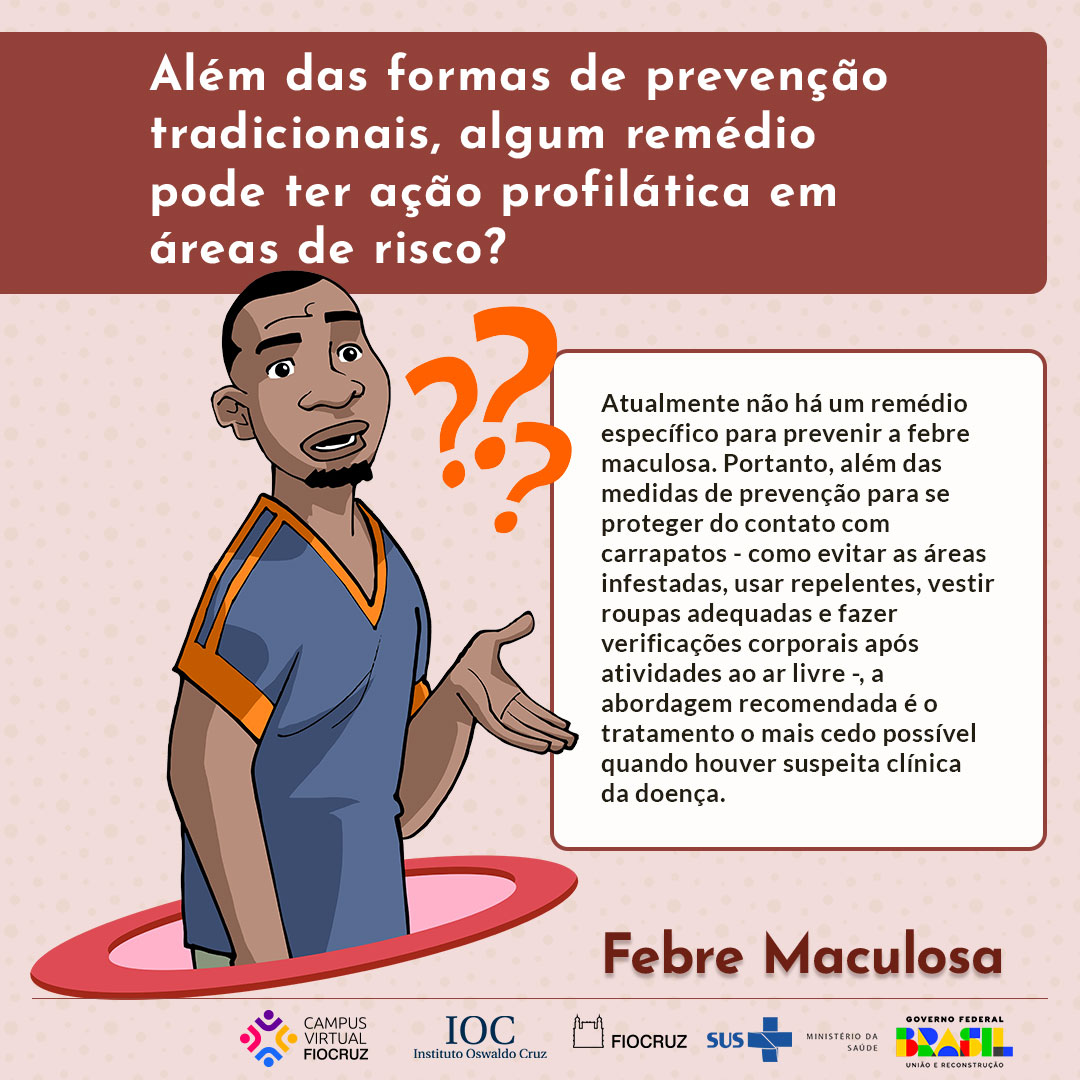 Além das formas de prevenção
tradicionais, algum remédio
pode ter ação profilática em
áreas de risco?
? ? ?
Atualmente não há um remédio
específico para prevenir a febre
maculosa. Portanto, além das
medidas de prevenção para se
proteger do contato com
carrapatos - como evitar as áreas
infestadas, usar repelentes, vestir
roupas adequadas e fazer
verificações corporais após
atividades ao ar livre -, a
abordagem recomendada é o
tratamento o mais cedo possível
quando houver suspeita clínica
da doença.
Febre Maculosa
CAMPUS
VIRTUAL
FIOCRUZ
IOC
Instituto Oswaldo Cruz
FIOCRUZ
SUS
MINISTÉRIO DA
SAÚDE
GOVERNO FEDERAL
BRASIL
UNIÃO E RECONSTRUÇÃO